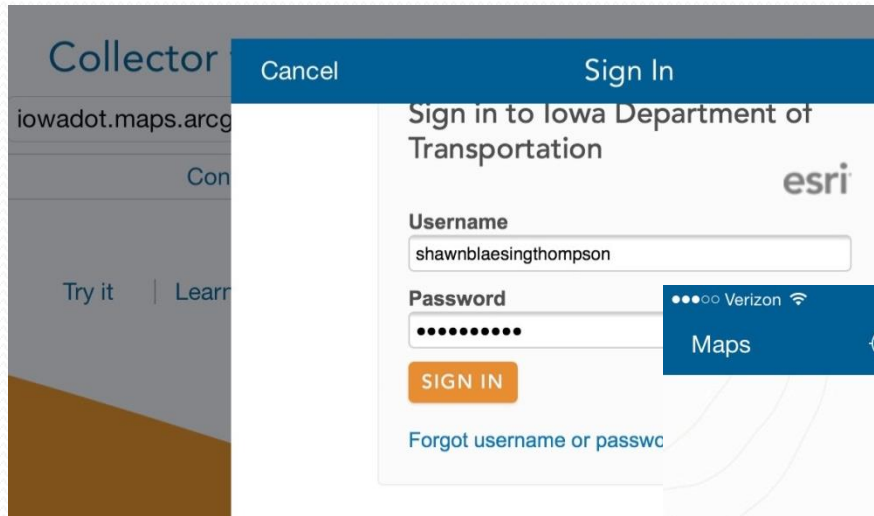 Collector
Cancel
Sign In
iowadot.maps.arcg
Sign in to Iowa Department of
Transportation
esri
Con
Username
shawnblaesingthompson
Try it | Learn
Password
●●●○○ Verizon
••••••••••
Maps
SIGN IN
Forgot username or passwo